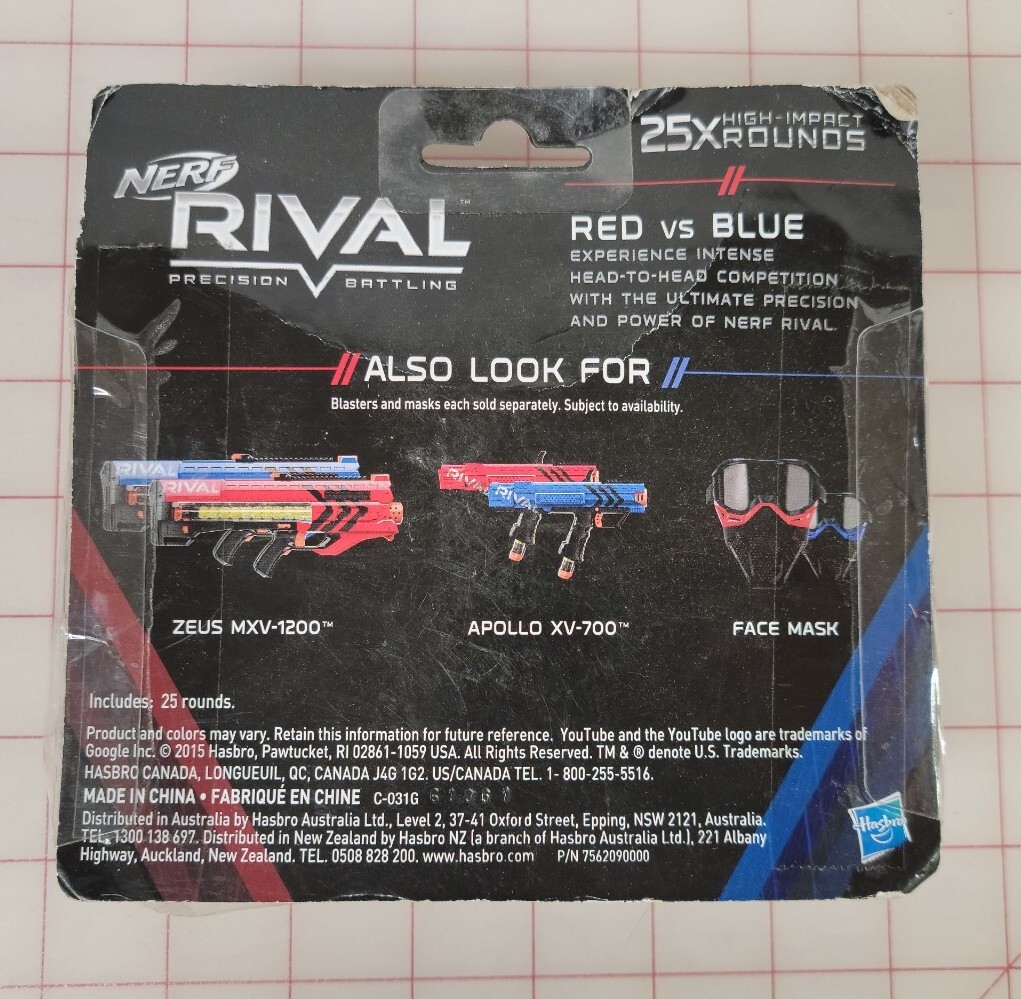 25X HIGH-IMPACT ROUNDS
NERF
RIVAL™
PRECISION BATTLING
RED vs BLUE
EXPERIENCE INTENSE
HEAD-TO-HEAD COMPETITION
WITH THE ULTIMATE PRECISION
AND POWER OF NERF RIVAL.
ALSO LOOK FOR
Blasters and masks each sold separately. Subject to availability.
RIVAL
RIVAL
RIVAL
RIVAL
ZEUS MXV-1200™
APOLLO XV-700™
FACE MASK
Includes: 25 rounds.
Product and colors may vary. Retain this information for future reference. YouTube and the YouTube logo are trademarks of
Google Inc. © 2015 Hasbro, Pawtucket, RI 02861-1059 USA. All Rights Reserved. TM & ® denote U.S. Trademarks.
HASBRO CANADA, LONGUEUIL, QC, CANADA J4G 1G2. US/CANADA TEL. 1- 800-255-5516.
MADE IN CHINA • FABRIQUÉ EN CHINE C-031G
Distributed in Australia by Hasbro Australia Ltd., Level 2, 37-41 Oxford Street, Epping, NSW 2121, Australia.
TEL. 1300 138 697. Distributed in New Zealand by Hasbro NZ (a branch of Hasbro Australia Ltd.), 221 Albany
Highway, Auckland, New Zealand. TEL. 0508 828 200. www.hasbro.com P/N 7562090000
Hasbro